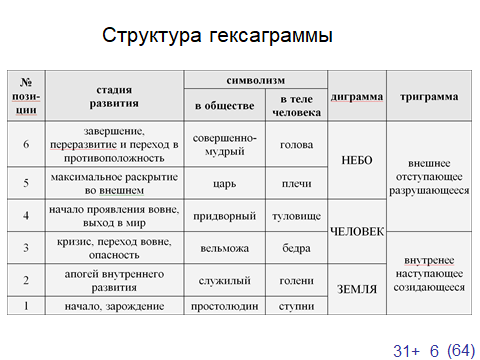 Структура гексаграммы
№ пози-ции стадия развития символизм диграмма триграмма
в обществе в теле человека
6 завершение, переразвитие и переход в противоположность совершенно-мудрый голова НЕБО внешнее отступающее разрушающееся
5 максимальное раскрытие во внешнем царь плечи
4 начало проявления вовне, выход в мир придворный туловище ЧЕЛОВЕК
3 кризис, переход вовне, опасность вельможа бедра внутренее наступающее созидающееся
2 апогей внутреннего развития служилый голени ЗЕМЛЯ
1 начало, зарождение простолюдин ступни
31+ 6 (64)